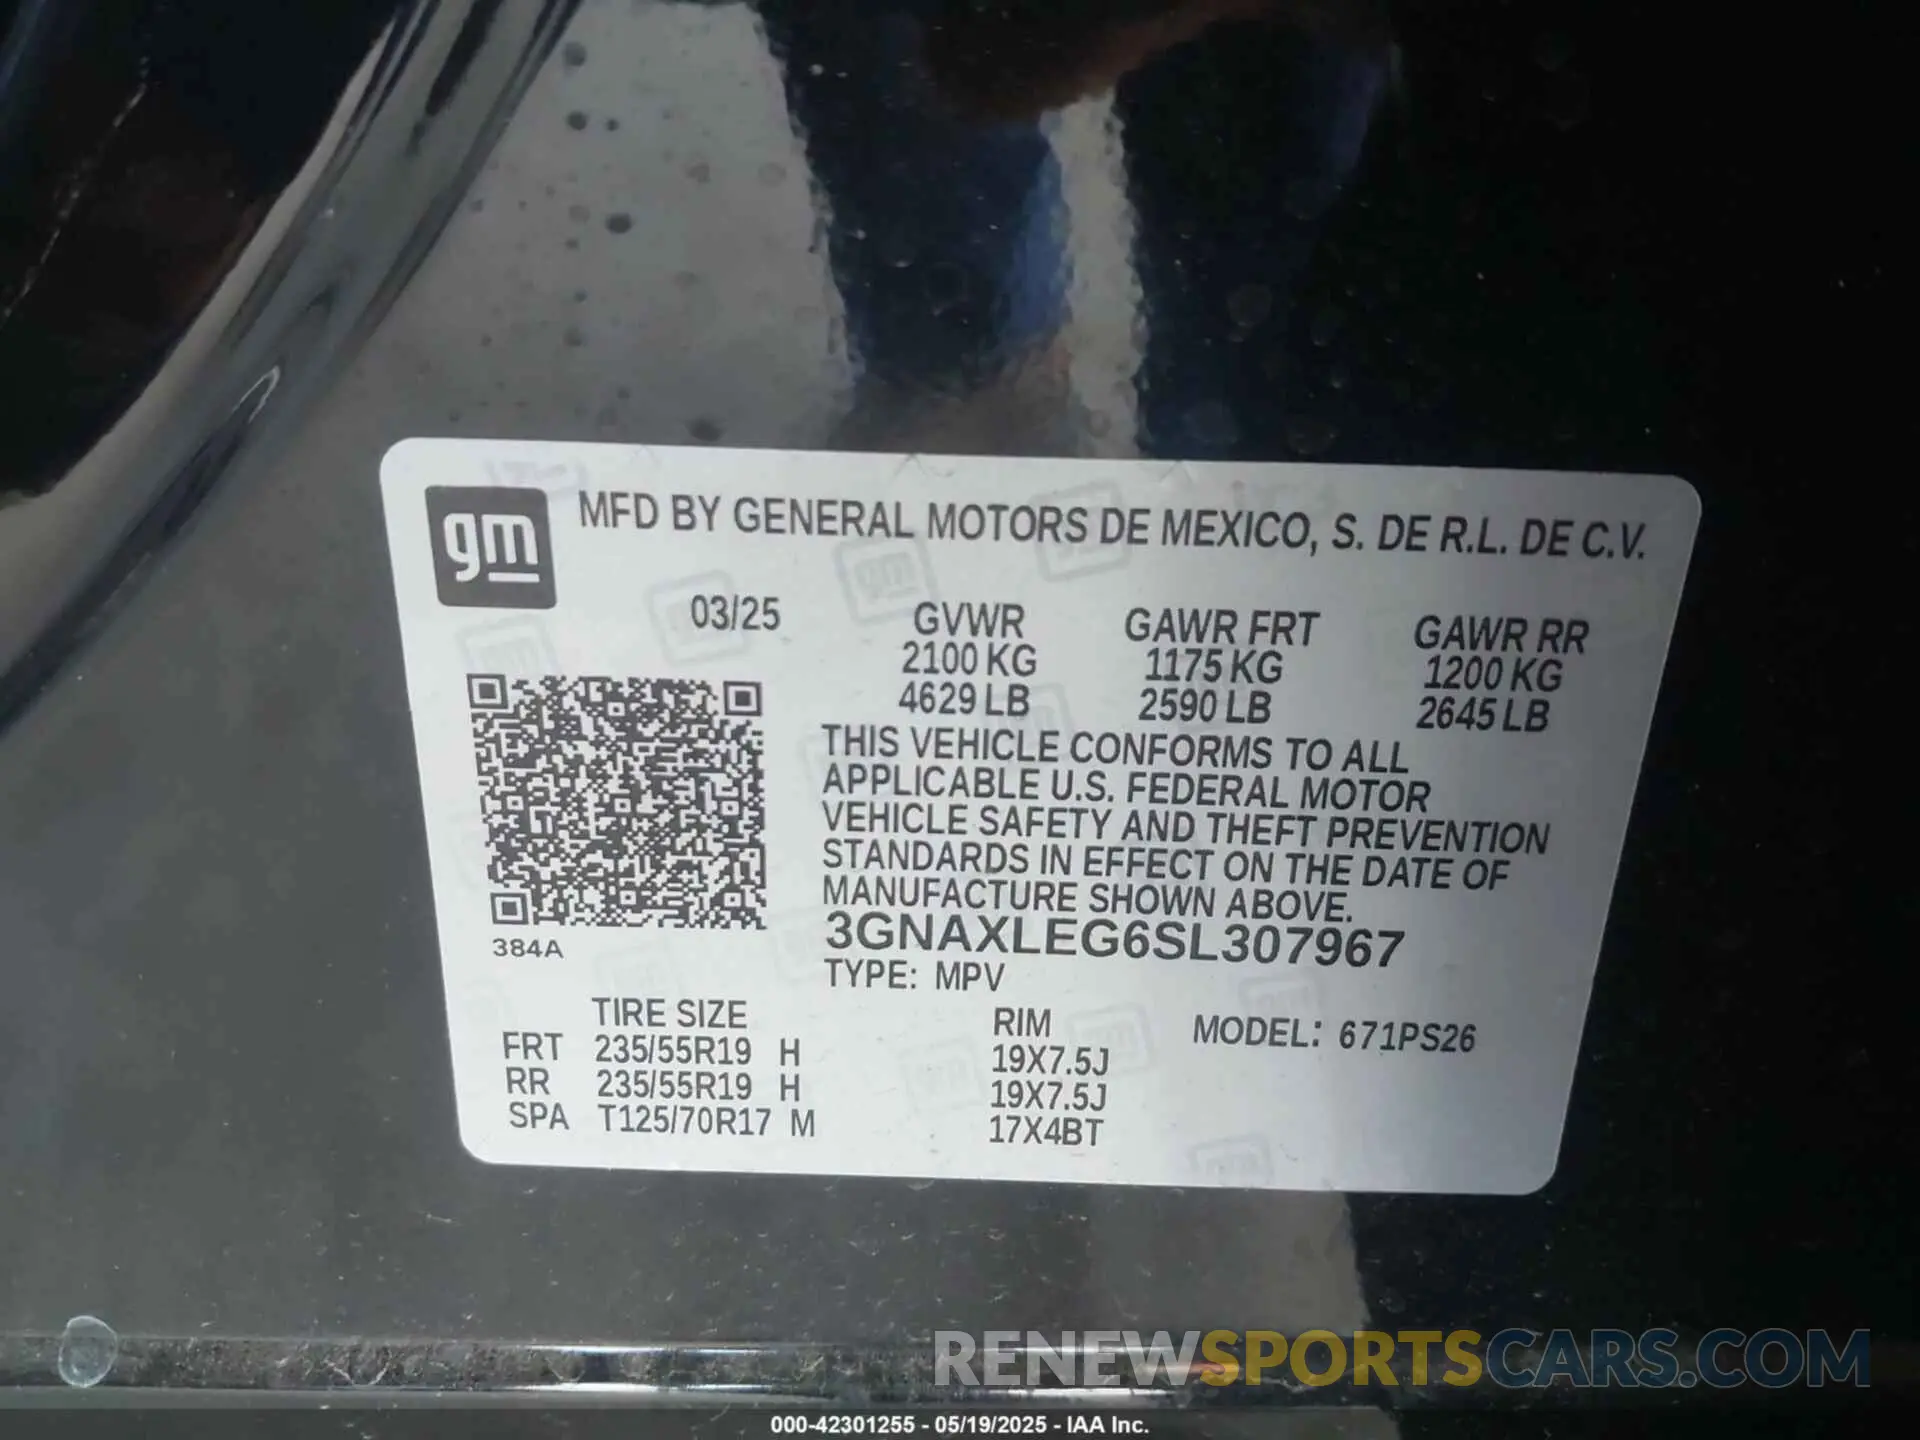 gm
MFD BY GENERAL MOTORS DE MEXICO, S. DE R.L. DE C.V.
03/25
GVWR GAWR FRT GAWR RR
2100 KG 1175 KG 1200 KG
4629 LB 2590 LB 2645 LB
THIS VEHICLE CONFORMS TO ALL
APPLICABLE U.S. FEDERAL MOTOR
VEHICLE SAFETY AND THEFT PREVENTION
STANDARDS IN EFFECT ON THE DATE OF
MANUFACTURE SHOWN ABOVE.
384A
3GNAXLEG6SL307967
TYPE: MPV
TIRE SIZE RIM MODEL: 671PS26
FRT 235/55R19 H 19X7.5J
RR 235/55R19 H 19X7.5J
SPA T125/70R17 M 17X4BT
RENEWSPORTSCARS.COM
000-42301255 - 05/19/2025 - IAA Inc.